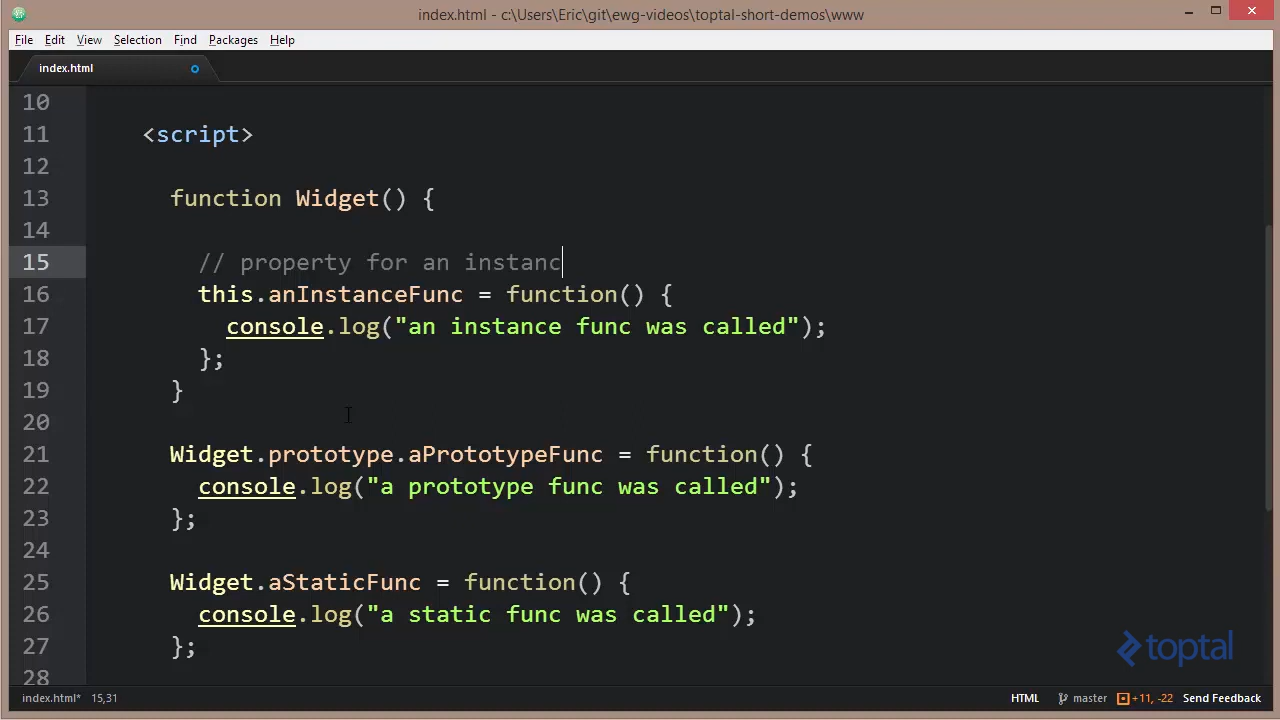 index.html - c:\Users\Eric\git\ewg-videos\toptal-short-demos\www
File Edit View Selection Find Packages Help
index.html
10
11 <script>
12
13 function Widget() {
14
15 // property for an instanc
16 this.anInstanceFunc = function() {
17 console.log("an instance func was called");
18 };
19 }
20
21 Widget.prototype.aPrototypeFunc = function() {
22 console.log("a prototype func was called");
23 };
24
25 Widget.aStaticFunc = function() {
26 console.log("a static func was called");
27 };
28
toptal
index.html* 15,31 HTML master +11, -22 Send Feedback